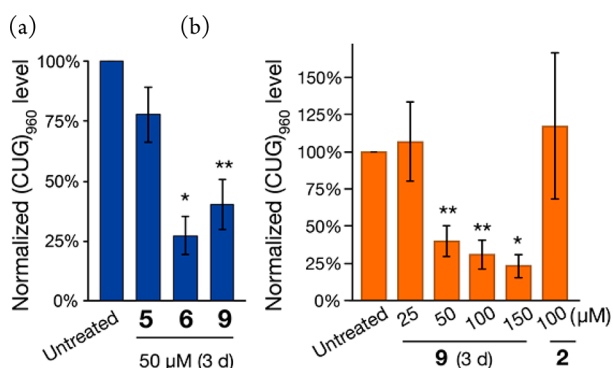 (a)
Normalized (CUG)960 level
100%
75%
50%
25%
0%
*
**
Untreated
5 6 9
50 µM (3 d)
(b)
Normalized (CUG)960 level
150%
125%
100%
75%
50%
25%
0%
**
**
*
Untreated
25 50 100 150 100 (µM)
9 (3 d) 2